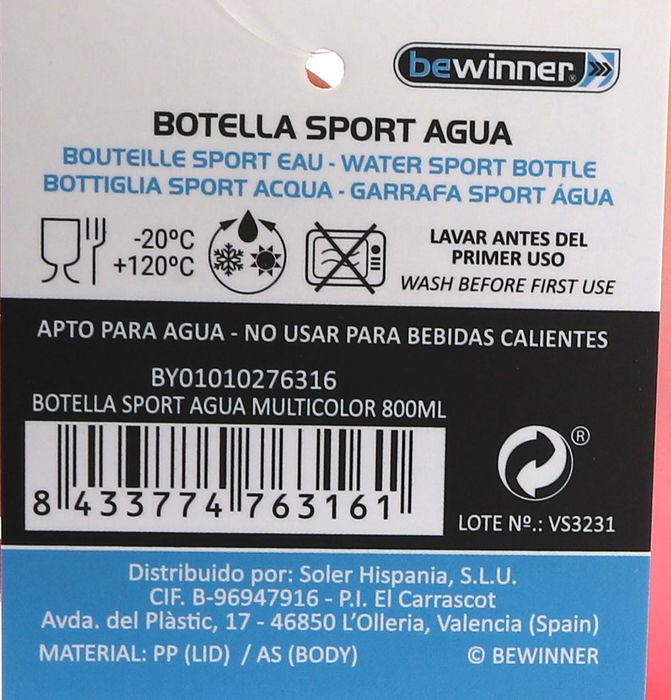 bewinner®
BOTELLA SPORT AGUA
BOUTEILLE SPORT EAU - WATER SPORT BOTTLE
BOTTIGLIA SPORT ACQUA - GARRAFA SPORT ÁGUA
-20ºC
+120ºC
LAVAR ANTES DEL
PRIMER USO
WASH BEFORE FIRST USE
APTO PARA AGUA - NO USAR PARA BEBIDAS CALIENTES
BY01010276316
BOTELLA SPORT AGUA MULTICOLOR 800ML
8 433774 763161
®
LOTE Nº.: VS3231
Distribuido por: Soler Hispania, S.L.U.
CIF. B-96947916 - P.I. El Carrascot
Avda. del Plàstic, 17 - 46850 L'Olleria, Valencia (Spain)
MATERIAL: PP (LID) / AS (BODY) © BEWINNER